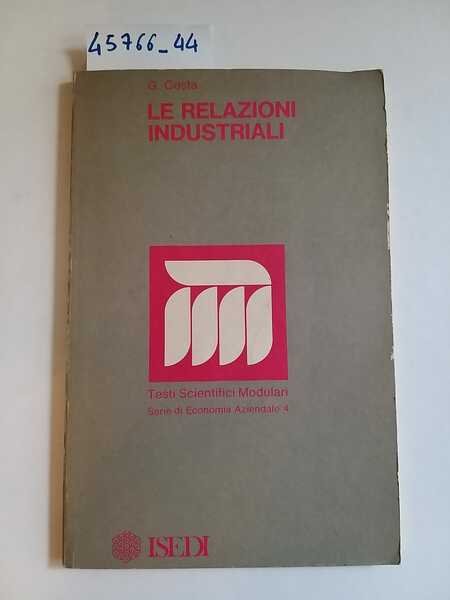 45766_44
G. Costa
LE RELAZIONI
INDUSTRIALI
Testi Scientifici Modulari
Serie di Economia Aziendale 4
ISEDI